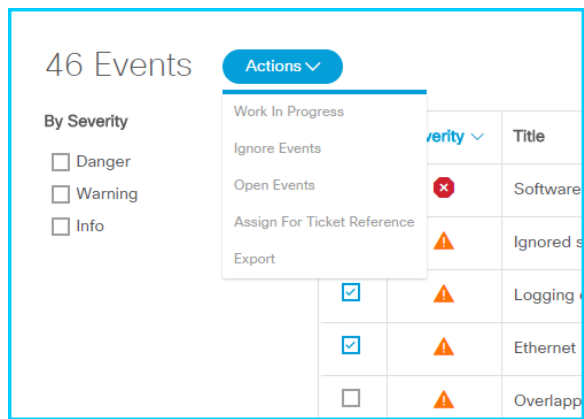 46 Events
Actions
By Severity
Danger
Warning
Info
Work In Progress
Ignore Events
Open Events
Assign For Ticket Reference
Export
verity
Title
Software
Ignored s
Logging
Ethernet
Overlapp